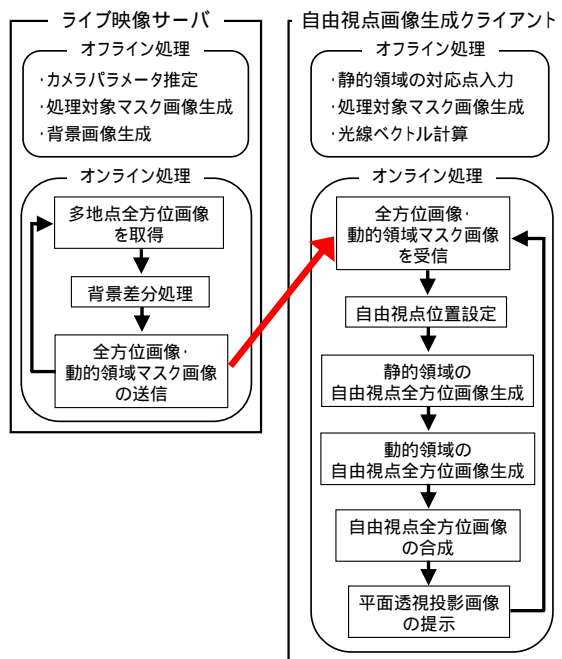 ライブ映像サーバ
オフライン処理
・カメラパラメータ推定
・処理対象マスク画像生成
・背景画像生成
オンライン処理
多地点全方位画像
を取得
背景差分処理
全方位画像・
動的領域マスク画像
の送信
自由視点画像生成クライアント
オフライン処理
・静的領域の対応点入力
・処理対象マスク画像生成
・光線ベクトル計算
オンライン処理
全方位画像・
動的領域マスク画像
を受信
自由視点位置設定
静的領域の
自由視点全方位画像生成
動的領域の
自由視点全方位画像生成
自由視点全方位画像
の合成
平面透視投影画像
の提示